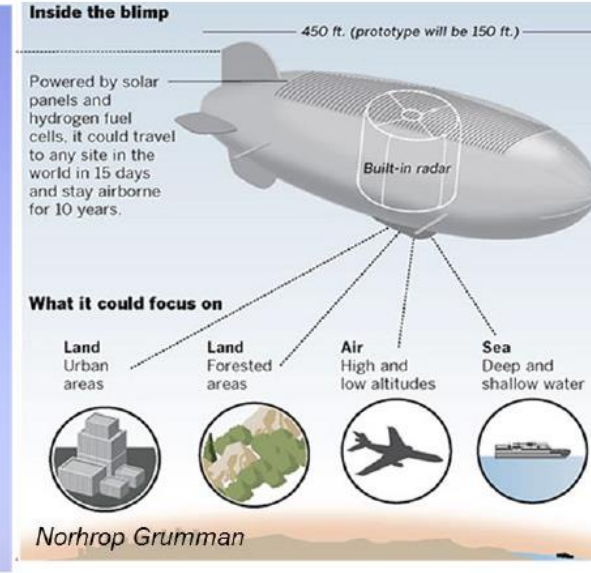 Inside the blimp
450 ft. (prototype will be 150 ft.)
Powered by solar
panels and
hydrogen fuel
cells, it could travel
to any site in the
world in 15 days
and stay airborne
for 10 years.
Built-in radar
What it could focus on
Land
Urban
areas
Land
Forested
areas
Air
High and
low altitudes
Sea
Deep and
shallow water
Norhrop Grumman